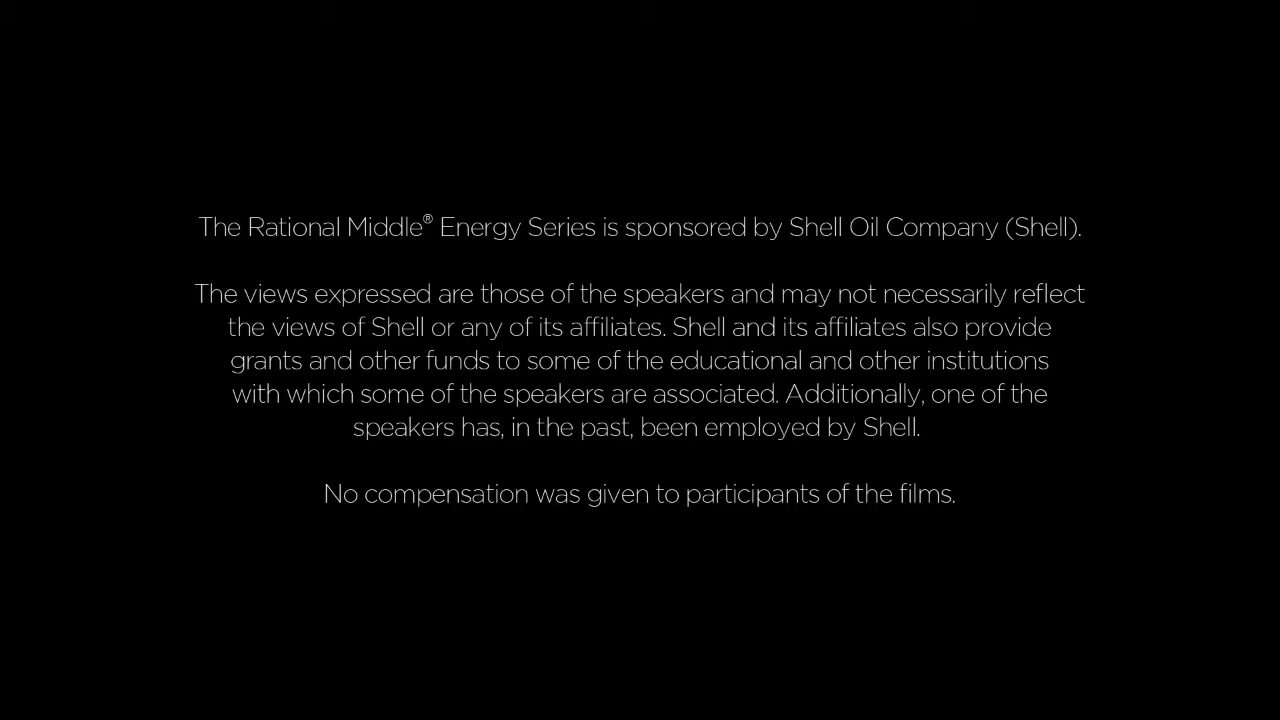 The Rational Middle® Energy Series is sponsored by Shell Oil Company (Shell).
The views expressed are those of the speakers and may not necessarily reflect
the views of Shell or any of its affiliates. Shell and its affiliates also provide
grants and other funds to some of the educational and other institutions
with which some of the speakers are associated. Additionally, one of the
speakers has, in the past, been employed by Shell.
No compensation was given to participants of the films.